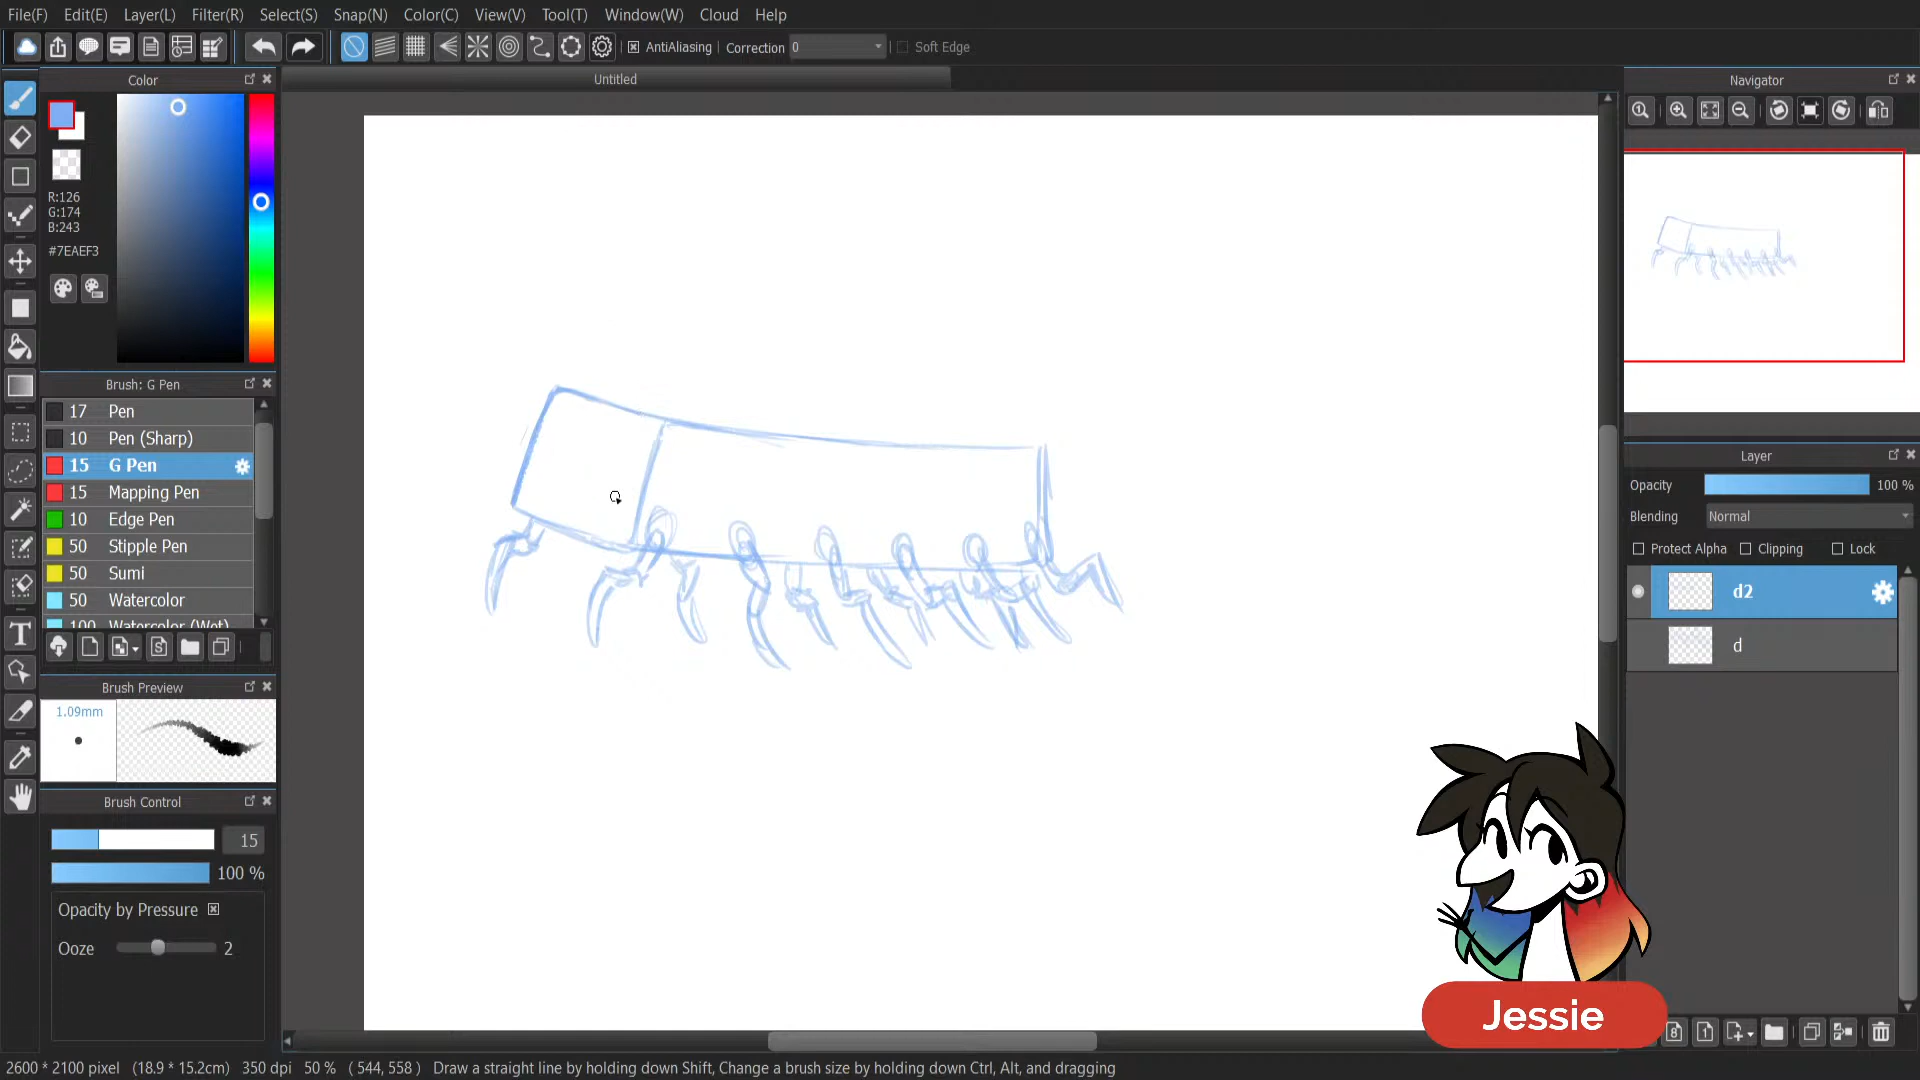 File(F) Edit(E) Layer(L) Filter(R) Select(S) Snap(N) Color(C) View(V) Tool(T) Window(W) Cloud Help
AntiAliasing Correction 0 Soft Edge
Color
Untitled
Navigator
R:126
G:174
B:243
#7EAEF3
Brush: G Pen
17 Pen
10 Pen (Sharp)
15 G Pen
15 Mapping Pen
10 Edge Pen
50 Stipple Pen
50 Sumi
50 Watercolor
100 Watercolor (Wet)
Brush Preview
1.09mm
Brush Control
15
100 %
Opacity by Pressure
Ooze 2
Layer
Opacity 100 %
Blending Normal
Protect Alpha Clipping Lock
d2
d
Jessie
2600 * 2100 pixel (18.9 * 15.2cm) 350 dpi 50 % ( 544, 558 ) Draw a straight line by holding down Shift, Change a brush size by holding down Ctrl, Alt, and dragging